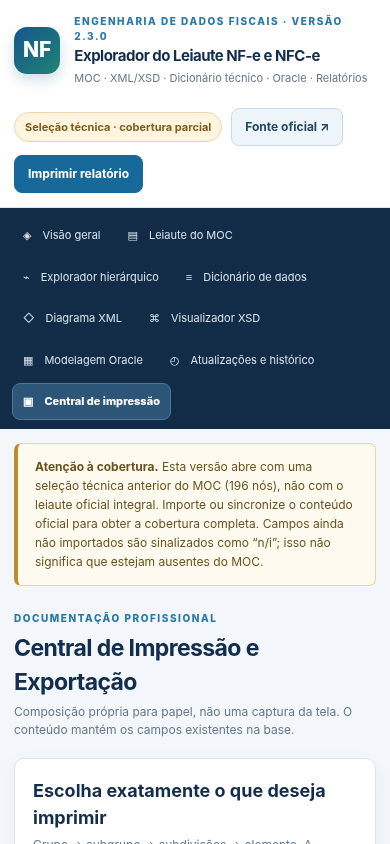 NF
ENGENHARIA DE DADOS FISCAIS · VERSÃO
2.3.0
Explorador do Leiaute NF-e e NFC-e
MOC · XML/XSD · Dicionário técnico · Oracle · Relatórios
Seleção técnica · cobertura parcial
Fonte oficial ↗
Imprimir relatório
Visão geral
Leiaute do MOC
Explorador hierárquico
Dicionário de dados
Diagrama XML
Visualizador XSD
Modelagem Oracle
Atualizações e histórico
Central de impressão
Atenção à cobertura. Esta versão abre com uma
seleção técnica anterior do MOC (196 nós), não com o
leiaute oficial integral. Importe ou sincronize o conteúdo
oficial para obter a cobertura completa. Campos ainda
não importados são sinalizados como “n/i”; isso não
significa que estejam ausentes do MOC.
DOCUMENTAÇÃO PROFISSIONAL
Central de Impressão e
Exportação
Composição própria para papel, não uma captura da tela. O
conteúdo mantém os campos existentes na base.
Escolha exatamente o que deseja
imprimir
Grupo → subgrupo → subdivisões → elemento. A